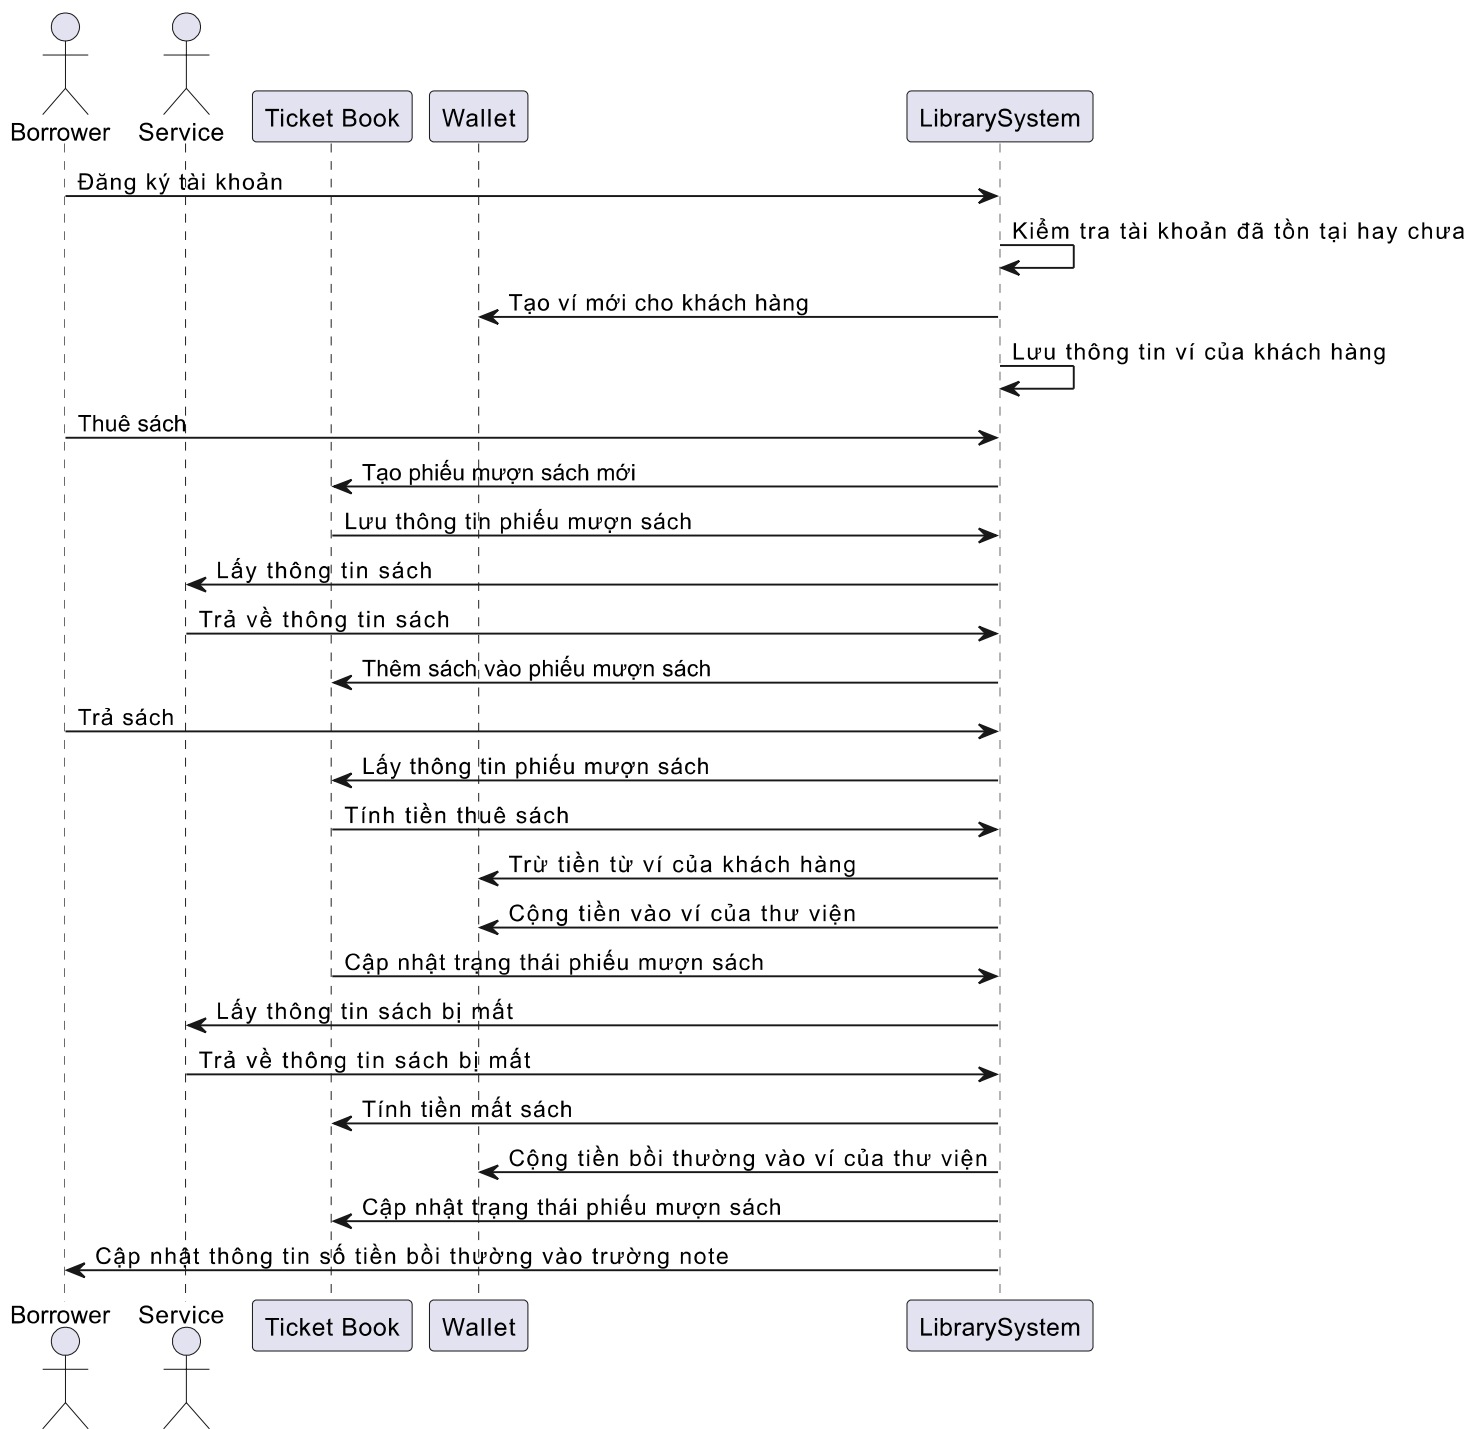 Borrower
Service
Ticket Book
Wallet
LibrarySystem
Đăng ký tài khoản
Kiểm tra tài khoản đã tồn tại hay chưa
Tạo ví mới cho khách hàng
Lưu thông tin ví của khách hàng
Thuê sách
Tạo phiếu mượn sách mới
Lưu thông tin phiếu mượn sách
Lấy thông tin sách
Trả về thông tin sách
Thêm sách vào phiếu mượn sách
Trả sách
Lấy thông tin phiếu mượn sách
Tính tiền thuê sách
Trừ tiền từ ví của khách hàng
Cộng tiền vào ví của thư viện
Cập nhật trạng thái phiếu mượn sách
Lấy thông tin sách bị mất
Trả về thông tin sách bị mất
Tính tiền mất sách
Cộng tiền bồi thường vào ví của thư viện
Cập nhật trạng thái phiếu mượn sách
Cập nhật thông tin số tiền bồi thường vào trường note
Borrower
Service
Ticket Book
Wallet
LibrarySystem